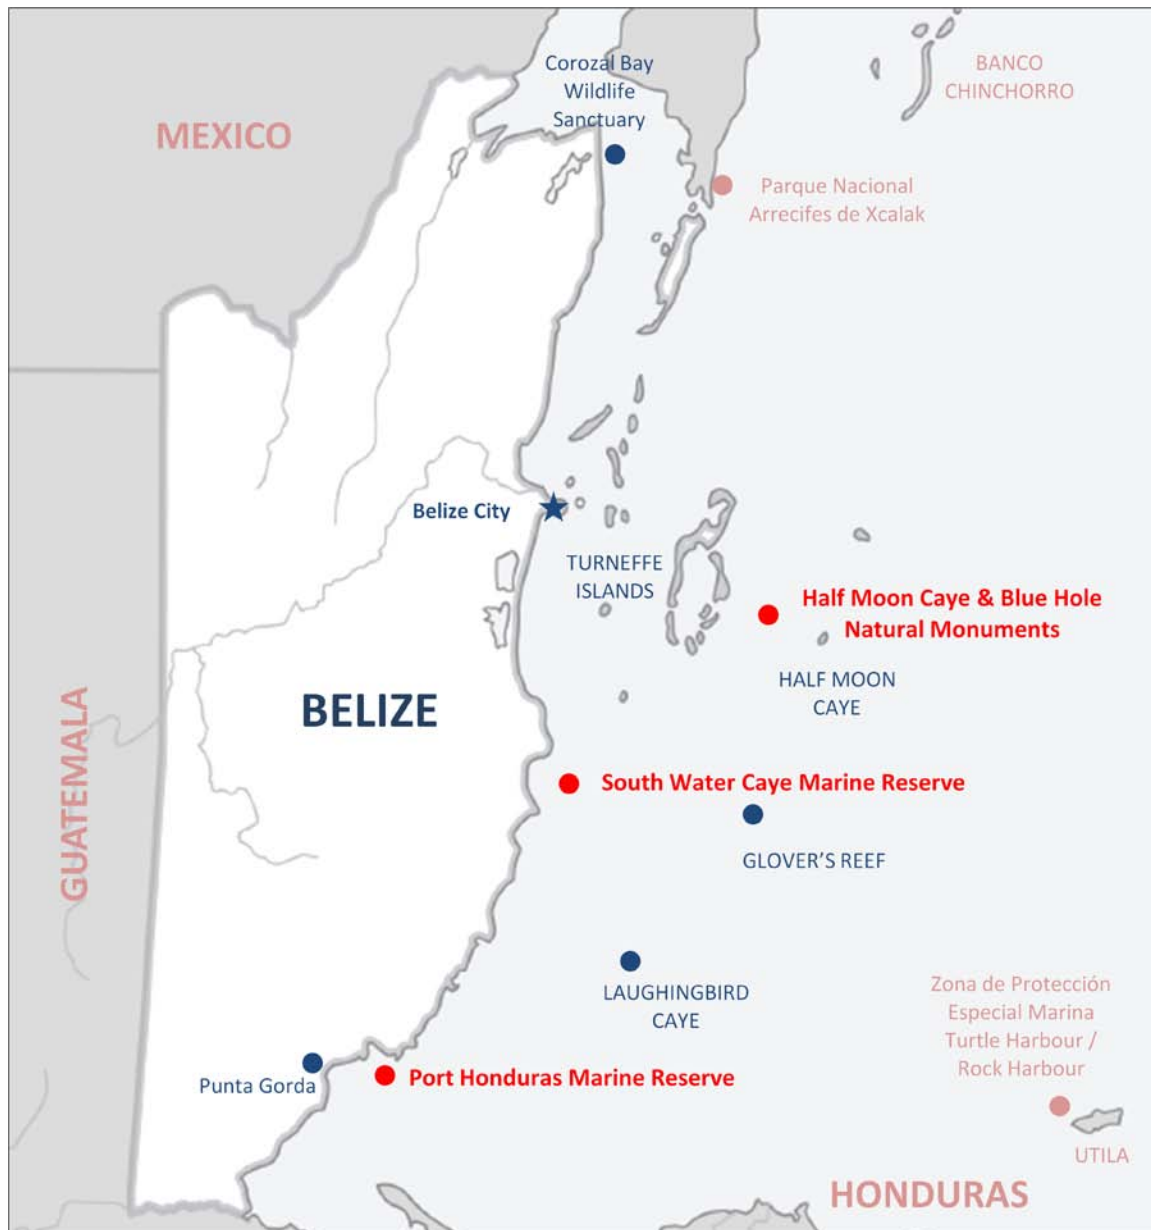 Corozal Bay
Wildlife
Sanctuary
BANCO
CHINCHORRO
MEXICO
Parque Nacional
Arrecifes de Xcalak
Belize City
TURNEFFE
ISLANDS
Half Moon Caye & Blue Hole
Natural Monuments
HALF MOON
CAYE
BELIZE
GUATEMALA
South Water Caye Marine Reserve
GLOVER'S REEF
LAUGHINGBIRD
CAYE
Zona de Protección
Especial Marina
Turtle Harbour /
Rock Harbour
Punta Gorda
Port Honduras Marine Reserve
UTILA
HONDURAS